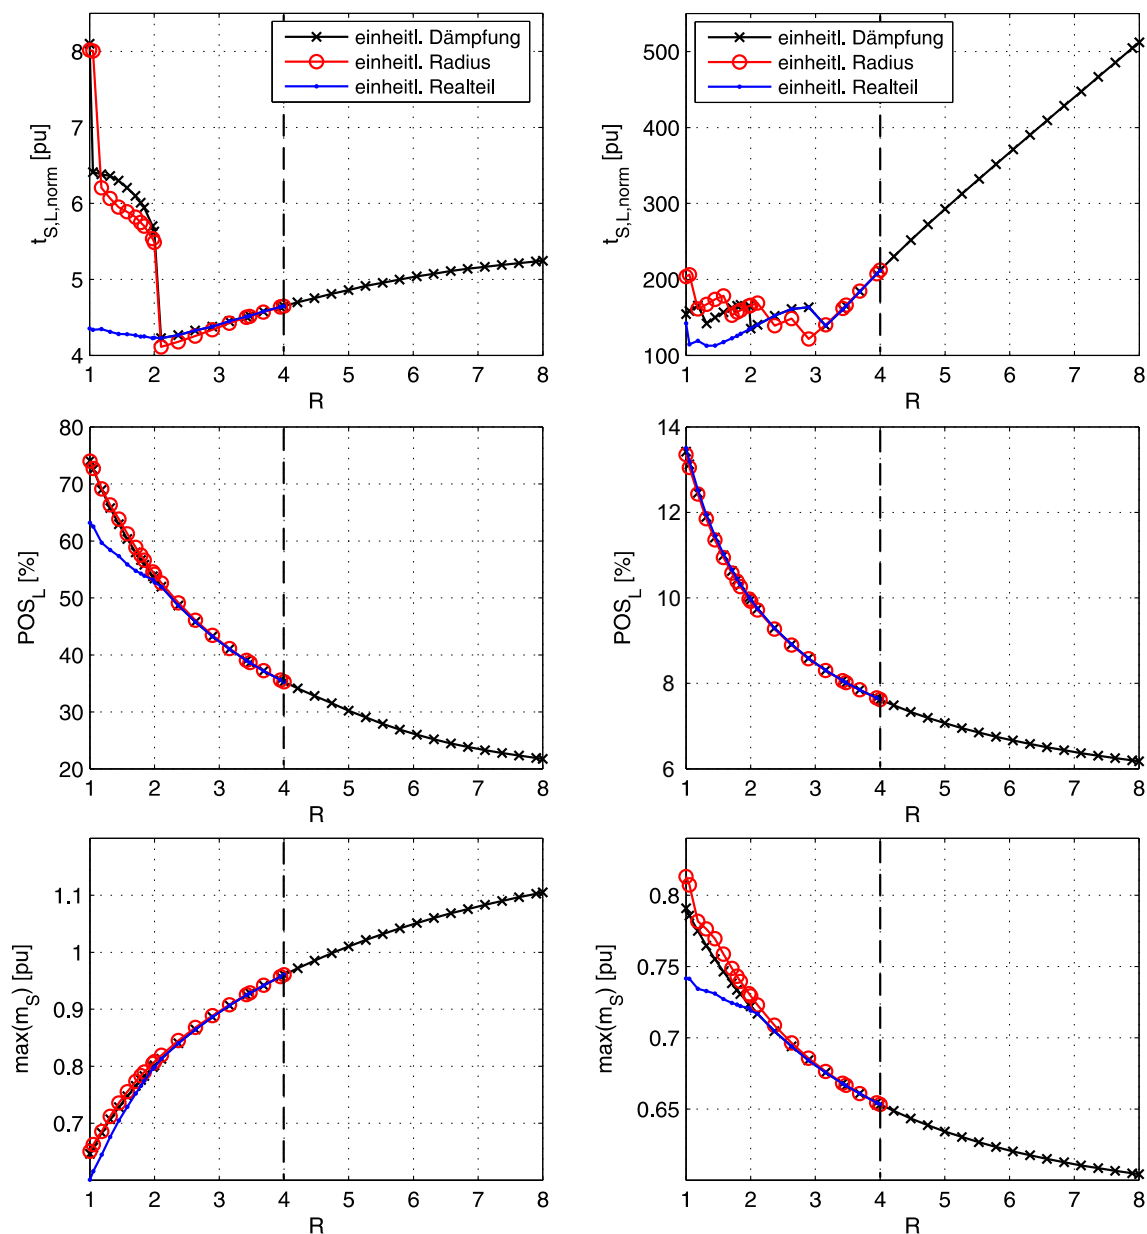 einheitl. Dämpfung
einheitl. Radius
einheitl. Realteil
t_S,L,norm [pu]
8
7
6
5
4
1 2 3 4 5 6 7 8
R
einheitl. Dämpfung
einheitl. Radius
einheitl. Realteil
t_S,L,norm [pu]
500
400
300
200
100
1 2 3 4 5 6 7 8
R
POS_L [%]
80
70
60
50
40
30
20
1 2 3 4 5 6 7 8
R
POS_L [%]
14
12
10
8
6
1 2 3 4 5 6 7 8
R
max(m_S) [pu]
1.1
1
0.9
0.8
0.7
1 2 3 4 5 6 7 8
R
max(m_S) [pu]
0.8
0.75
0.7
0.65
1 2 3 4 5 6 7 8
R